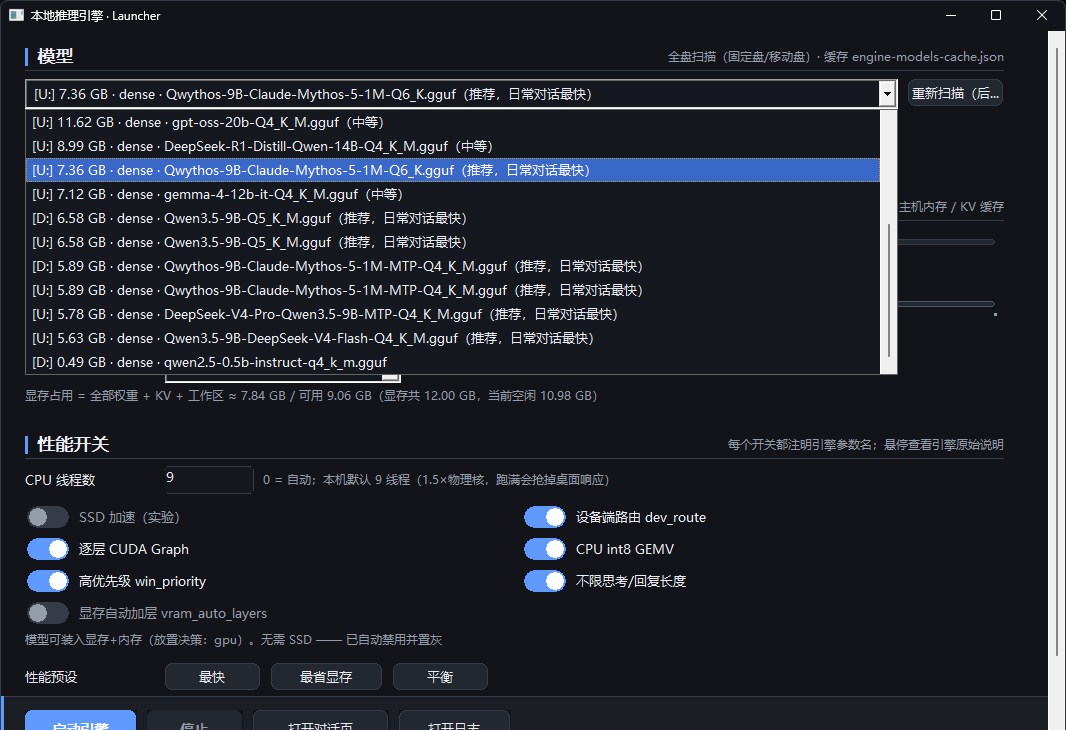 本地推理引擎 · Launcher
模型
全盘扫描（固定盘/移动盘）· 缓存 engine-models-cache.json
[U:] 7.36 GB · dense · Qwythos-9B-Claude-Mythos-5-1M-Q6_K.gguf（推荐，日常对话最快）
重新扫描（后...
[U:] 11.62 GB · dense · gpt-oss-20b-Q4_K_M.gguf（中等）
[U:] 8.99 GB · dense · DeepSeek-R1-Distill-Qwen-14B-Q4_K_M.gguf（中等）
[U:] 7.36 GB · dense · Qwythos-9B-Claude-Mythos-5-1M-Q6_K.gguf（推荐，日常对话最快）
[U:] 7.12 GB · dense · gemma-4-12b-it-Q4_K_M.gguf（中等）
[D:] 6.58 GB · dense · Qwen3.5-9B-Q5_K_M.gguf（推荐，日常对话最快）
主机内存 / KV 缓存
[U:] 6.58 GB · dense · Qwen3.5-9B-Q5_K_M.gguf（推荐，日常对话最快）
[D:] 5.89 GB · dense · Qwythos-9B-Claude-Mythos-5-1M-MTP-Q4_K_M.gguf（推荐，日常对话最快）
[U:] 5.89 GB · dense · Qwythos-9B-Claude-Mythos-5-1M-MTP-Q4_K_M.gguf（推荐，日常对话最快）
[U:] 5.78 GB · dense · DeepSeek-V4-Pro-Qwen3.5-9B-MTP-Q4_K_M.gguf（推荐，日常对话最快）
[U:] 5.63 GB · dense · Qwen3.5-9B-DeepSeek-V4-Flash-Q4_K_M.gguf（推荐，日常对话最快）
[D:] 0.49 GB · dense · qwen2.5-0.5b-instruct-q4_k_m.gguf
显存占用 = 全部权重 + KV + 工作区 ≈ 7.84 GB / 可用 9.06 GB（显存共 12.00 GB，当前空闲 10.98 GB）
性能开关
每个开关都注明引擎参数名；悬停查看引擎原始说明
CPU 线程数
9
0 = 自动；本机默认 9 线程（1.5×物理核，跑满会抢掉桌面响应）
SSD 加速（实验）
设备端路由 dev_route
逐层 CUDA Graph
CPU int8 GEMV
高优先级 win_priority
不限思考/回复长度
显存自动加层 vram_auto_layers
模型可装入显存+内存（放置决策：gpu）。无需 SSD —— 已自动禁用并置灰
性能预设
最快
最省显存
平衡
启动引擎
停止
打开对话页
打开日志